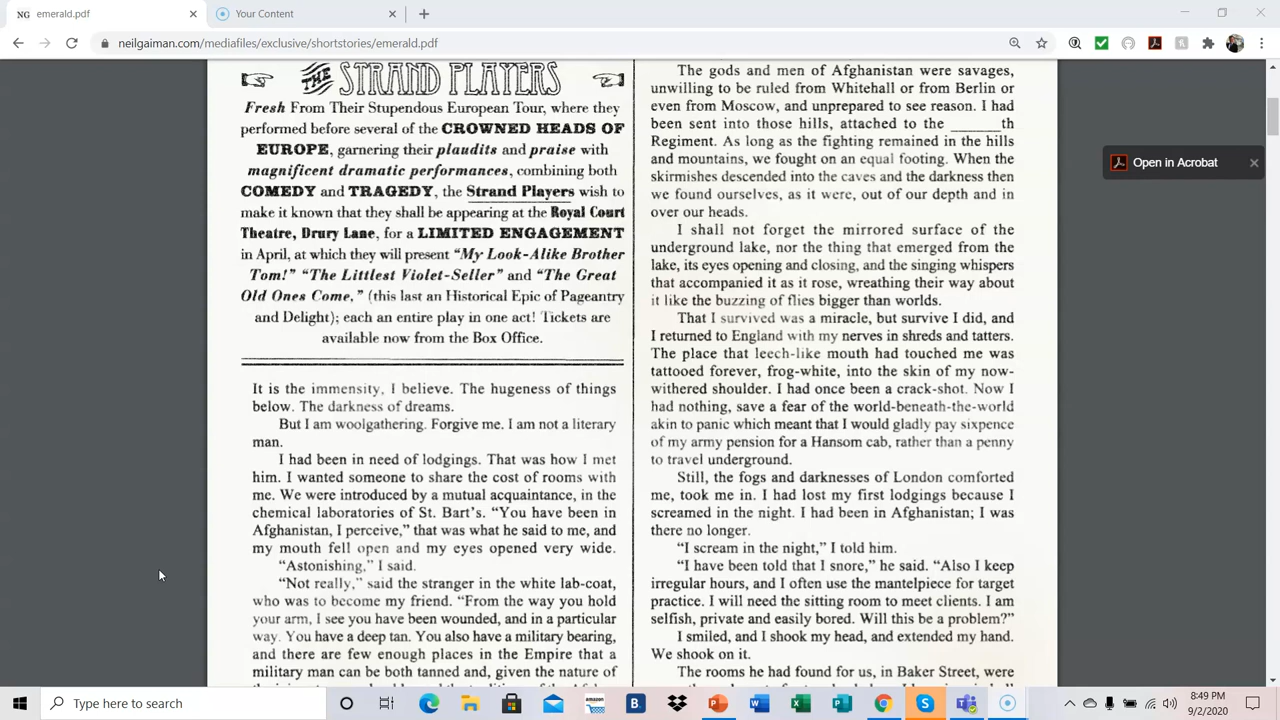 emerald.pdf
Your Content
neilgaiman.com/mediafiles/exclusive/shortstories/emerald.pdf
THE STRAND PLAYERS
Fresh From Their Stupendous European Tour, where they
performed before several of the CROWNED HEADS OF
EUROPE, garnering their plaudits and praise with
magnificent dramatic performances, combining both
COMEDY and TRAGEDY, the Strand Players wish to
make it known that they shall be appearing at the Royal Court
Theatre, Drury Lane, for a LIMITED ENGAGEMENT
in April, at which they will present “My Look-Alike Brother
Tom!” “The Littlest Violet-Seller” and “The Great
Old Ones Come,” (this last an Historical Epic of Pageantry
and Delight); each an entire play in one act! Tickets are
available now from the Box Office.
It is the immensity, I believe. The hugeness of things
below. The darkness of dreams.
But I am woolgathering. Forgive me. I am not a literary
man.
I had been in need of lodgings. That was how I met
him. I wanted someone to share the cost of rooms with
me. We were introduced by a mutual acquaintance, in the
chemical laboratories of St. Bart's. “You have been in
Afghanistan, I perceive,” that was what he said to me, and
my mouth fell open and my eyes opened very wide.
“Astonishing,” I said.
“Not really,” said the stranger in the white lab-coat,
who was to become my friend. “From the way you hold
your arm, I see you have been wounded, and in a particular
way. You have a deep tan. You also have a military bearing,
and there are few enough places in the Empire that a
military man can be both tanned and, given the nature of
The gods and men of Afghanistan were savages,
unwilling to be ruled from Whitehall or from Berlin or
even from Moscow, and unprepared to see reason. I had
been sent into those hills, attached to the ______th
Regiment. As long as the fighting remained in the hills
and mountains, we fought on an equal footing. When the
skirmishes descended into the caves and the darkness then
we found ourselves, as it were, out of our depth and in
over our heads.
I shall not forget the mirrored surface of the
underground lake, nor the thing that emerged from the
lake, its eyes opening and closing, and the singing whispers
that accompanied it as it rose, wreathing their way about
it like the buzzing of flies bigger than worlds.
That I survived was a miracle, but survive I did, and
I returned to England with my nerves in shreds and tatters.
The place that leech-like mouth had touched me was
tattooed forever, frog-white, into the skin of my now-
withered shoulder. I had once been a crack-shot. Now I
had nothing, save a fear of the world-beneath-the-world
akin to panic which meant that I would gladly pay sixpence
of my army pension for a Hansom cab, rather than a penny
to travel underground.
Still, the fogs and darknesses of London comforted
me, took me in. I had lost my first lodgings because I
screamed in the night. I had been in Afghanistan; I was
there no longer.
“I scream in the night,” I told him.
“I have been told that I snore,” he said. “Also I keep
irregular hours, and I often use the mantelpiece for target
practice. I will need the sitting room to meet clients. I am
selfish, private and easily bored. Will this be a problem?”
I smiled, and I shook my head, and extended my hand.
We shook on it.
The rooms he had found for us, in Baker Street, were
Open in Acrobat
Type here to search
8:49 PM
9/2/2020